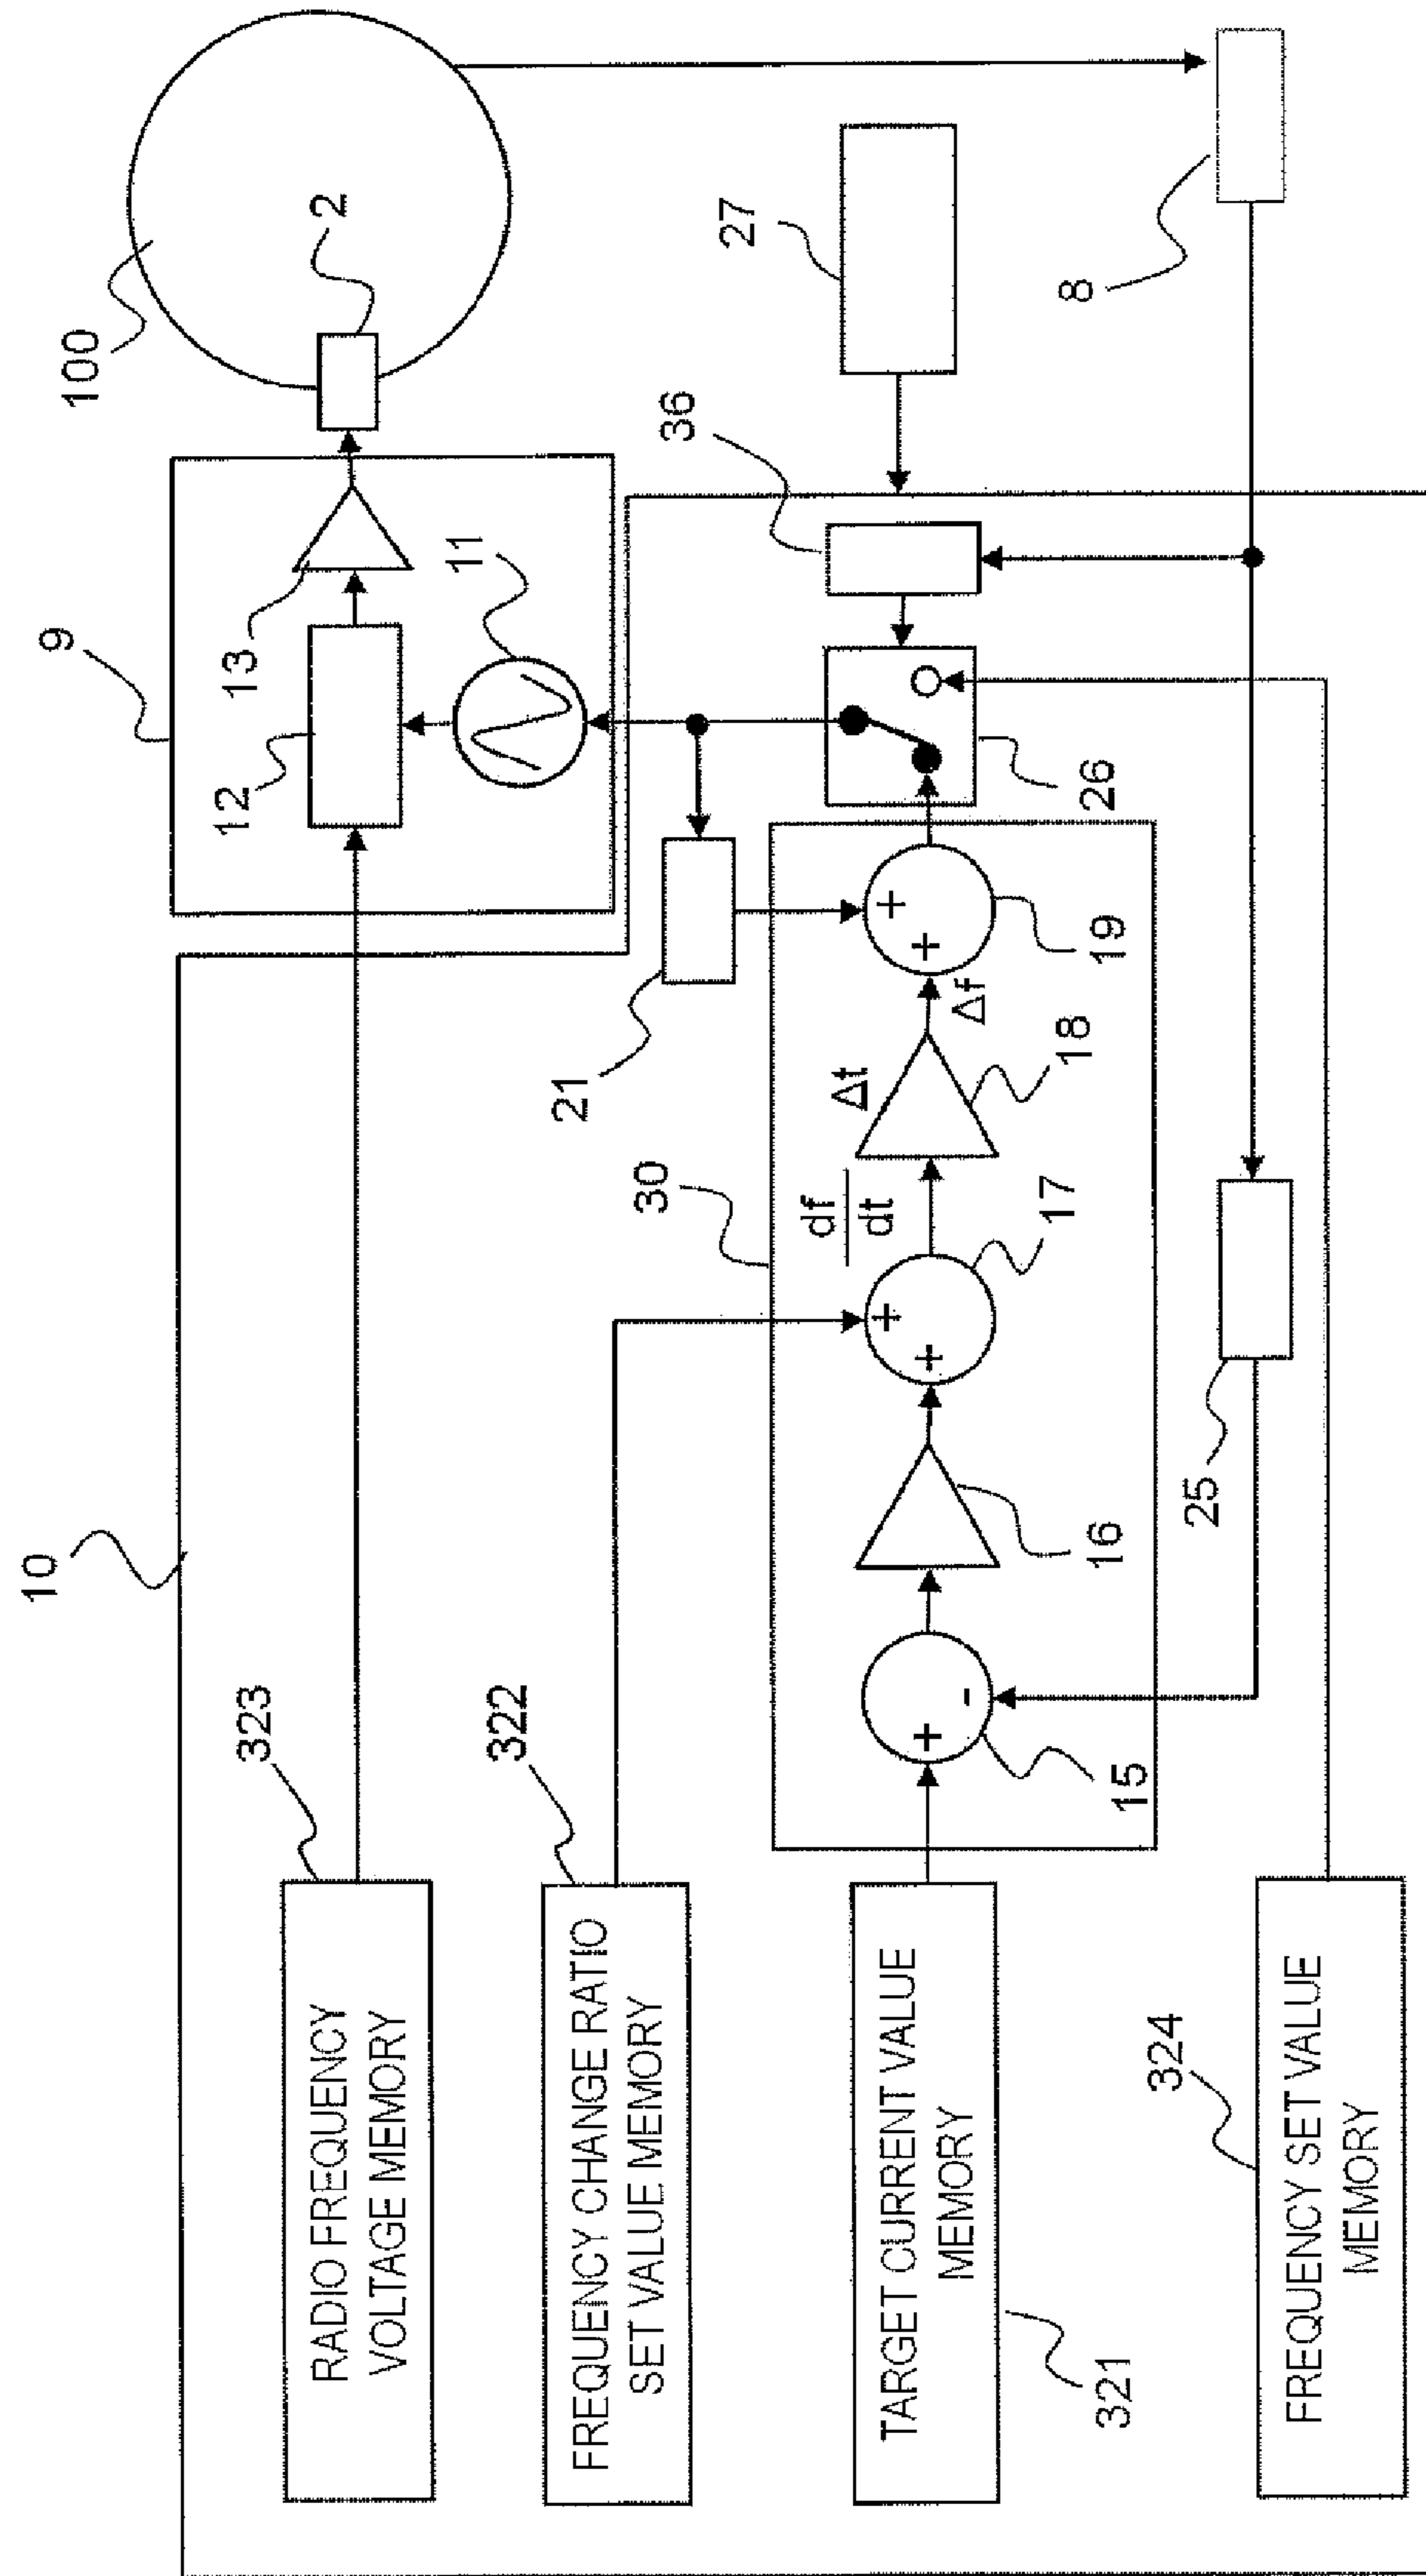 10
9
100
2
323
RADIO FREQUENCY
VOLTAGE MEMORY
12
13
11
322
FREQUENCY CHANGE RATIO
SET VALUE MEMORY
21
36
27
30
df
dt
Δt
Δf
+
-
+
+
+
+
15
16
17
18
19
26
8
TARGET CURRENT VALUE
MEMORY
321
25
324
FREQUENCY SET VALUE
MEMORY